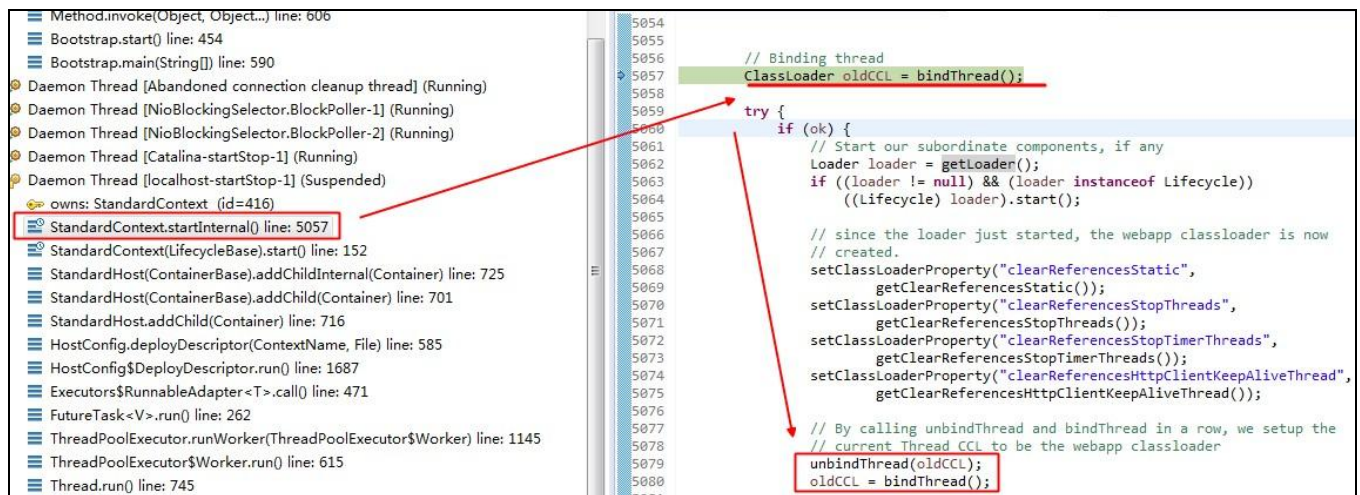 Method.invoke(Object, Object...) line: 606
Bootstrap.start() line: 454
Bootstrap.main(String[]) line: 590
Daemon Thread [Abandoned connection cleanup thread] (Running)
Daemon Thread [NioBlockingSelector.BlockPoller-1] (Running)
Daemon Thread [NioBlockingSelector.BlockPoller-2] (Running)
Daemon Thread [Catalina-startStop-1] (Running)
Daemon Thread [localhost-startStop-1] (Suspended)
owns: StandardContext (id=416)
StandardContext.startInternal() line: 5057
StandardContext(LifecycleBase).start() line: 152
StandardHost(ContainerBase).addChildInternal(Container) line: 725
StandardHost(ContainerBase).addChild(Container) line: 701
StandardHost.addChild(Container) line: 716
HostConfig.deployDescriptor(ContextName, File) line: 585
HostConfig$DeployDescriptor.run() line: 1687
Executors$RunnableAdapter<T>.call() line: 471
FutureTask<V>.run() line: 262
ThreadPoolExecutor.runWorker(ThreadPoolExecutor$Worker) line: 1145
ThreadPoolExecutor$Worker.run() line: 615
Thread.run() line: 745
5054
5055
5056 // Binding thread
5057 ClassLoader oldCCL = bindThread();
5058
5059 try {
5060 if (ok) {
5061 // Start our subordinate components, if any
5062 Loader loader = getLoader();
5063 if ((loader != null) && (loader instanceof Lifecycle))
5064 ((Lifecycle) loader).start();
5065
5066 // since the loader just started, the webapp classloader is now
5067 // created.
5068 setClassLoaderProperty("clearReferencesStatic",
5069 getClearReferencesStatic());
5070 setClassLoaderProperty("clearReferencesStopThreads",
5071 getClearReferencesStopThreads());
5072 setClassLoaderProperty("clearReferencesStopTimerThreads",
5073 getClearReferencesStopTimerThreads());
5074 setClassLoaderProperty("clearReferencesHttpClientKeepAliveThread",
5075 getClearReferencesHttpClientKeepAliveThread());
5076
5077 // By calling unbindThread and bindThread in a row, we setup the
5078 // current Thread CCL to be the webapp classloader
5079 unbindThread(oldCCL);
5080 oldCCL = bindThread();